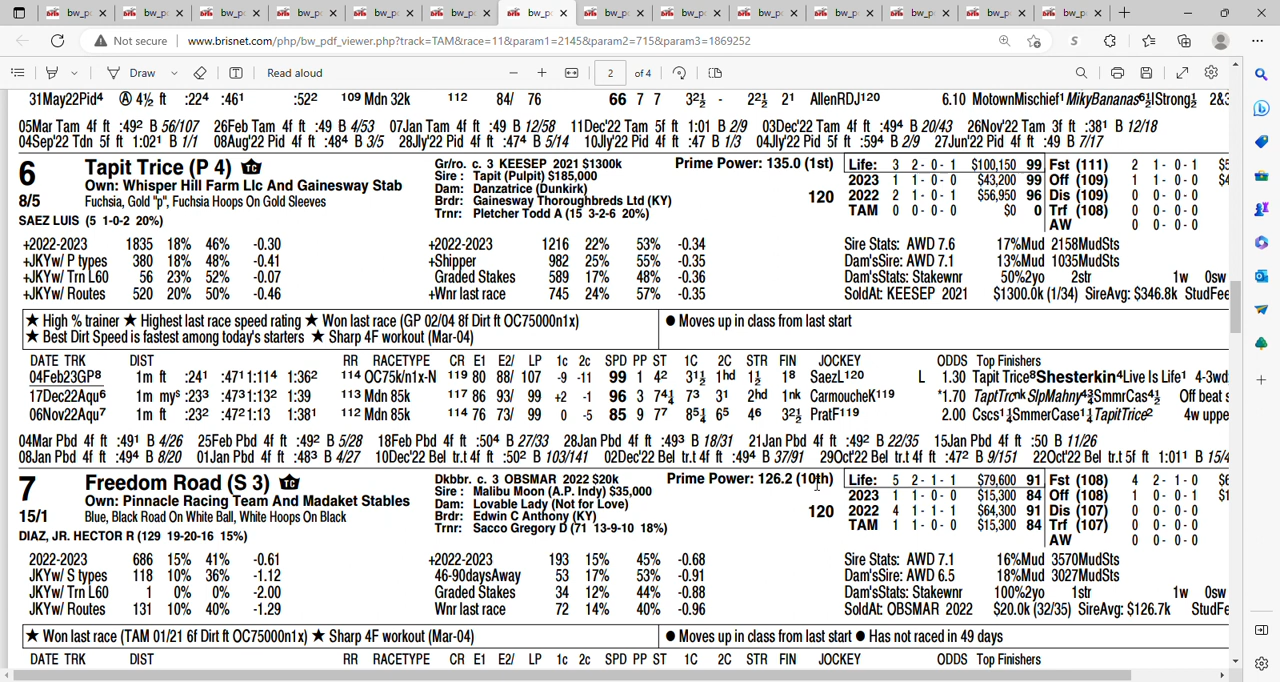 bw_p bw_p bw_p bw_p bw_p bw_p bw_p bw_p bw_p bw_p bw_p bw_p bw_p bw_p
Not secure www.brisnet.com/php/bw_pdf_viewer.php?track=TAM&race=11&param1=2145&param2=715&param3=1869252
Draw Read aloud 2 of 4
31May22Pid⁴ Ⓐ 4½ ft :22⁴ :46¹ :52² 109 Mdn 32k 112 84/ 76 66 7 7 3²½ - 2²½ 2¹ AllenRDJ¹²⁰ 6.10 MotownMischief¹ MikyBananas⁶½IStrong½ 2&3
05Mar Tam 4f ft :49² B 56/107 26Feb Tam 4f ft :49 B 4/53 07Jan Tam 4f ft :49 B 12/58 11Dec'22 Tam 5f ft 1:01 B 2/9 03Dec'22 Tam 4f ft :49⁴ B 20/43 26Nov'22 Tam 3f ft :38¹ B 12/18
04Sep'22 Tdn 5f ft 1:02¹ B 1/1 08Aug'22 Pid 4f ft :48⁴ B 3/5 28Jly'22 Pid 4f ft :47⁴ B 5/14 10Jly'22 Pid 4f ft :47 B 1/3 04Jly'22 Pid 5f ft :59⁴ B 2/9 27Jun'22 Pid 4f ft :49 B 7/17
6 Tapit Trice (P 4)
8/5
Own: Whisper Hill Farm Llc And Gainesway Stab
Fuchsia, Gold "p", Fuchsia Hoops On Gold Sleeves
SAEZ LUIS (5 1-0-2 20%)
Gr/ro. c. 3 KEESEP 2021 $1300k
Sire : Tapit (Pulpit) $185,000
Dam: Danzatrice (Dunkirk)
Brdr: Gainesway Thoroughbreds Ltd (KY)
Trnr: Pletcher Todd A (15 3-2-6 20%)
Prime Power: 135.0 (1st)
120
Life: 3 2-0-1 $100,150 99 Fst (111) 2 1-0-1
2023 1 1-0-0 $43,200 99 Off (109) 1 1-0-0
2022 2 1-0-1 $56,950 96 Dis (109) 0 0-0-0
TAM 0 0-0-0 $0 0 Trf (108) 0 0-0-0
AW 0 0-0-0
+2022-2023 1835 18% 46% -0.30 +2022-2023 1216 22% 53% -0.34 Sire Stats: AWD 7.6 17%Mud 2158MudSts
+JKYw/ P types 380 18% 48% -0.41 +Shipper 982 25% 55% -0.35 Dam'sSire: AWD 7.1 13%Mud 1035MudSts
+JKYw/ Trn L60 56 23% 52% -0.07 Graded Stakes 589 17% 48% -0.36 Dam'sStats: Stakewnr 50%2yo 2str 1w 0sw
+JKYw/ Routes 520 20% 50% -0.46 +Wnr last race 745 24% 57% -0.35 SoldAt: KEESEP 2021 $1300.0k (1/34) SireAvg: $346.8k StudFee
★ High % trainer ★ Highest last race speed rating ★ Won last race (GP 02/04 8f Dirt ft OC75000n1x) ● Moves up in class from last start
★ Best Dirt Speed is fastest among today's starters ★ Sharp 4F workout (Mar-04)
DATE TRK DIST RR RACETYPE CR E1 E2/ LP 1c 2c SPD PP ST 1C 2C STR FIN JOCKEY ODDS Top Finishers
04Feb23GP⁸ 1m ft :24¹ :47¹ 1:11⁴ 1:36² 114 OC75k/n1x-N 119 80 88/ 107 -9 -11 99 1 4² 3¹½ 1hd 1½ 1⁸ SaezL¹²⁰ L 1.30 Tapit Trice⁸Shesterkin⁴Live Is Life¹ 4-3wd
17Dec22Aqu⁶ 1m myˢ :23³ :47³ 1:13² 1:39 113 Mdn 85k 117 86 93/ 99 +2 -1 96 3 7⁴½ 7³ 3¹ 2hd 1nk CarmoucheK¹¹⁹ *1.70 TaptTrcnkSlpMahny⁴¾SmmrCas⁴½ Off beat s
06Nov22Aqu⁷ 1m ft :23² :47² 1:13 1:38¹ 112 Mdn 85k 114 76 73/ 99 0 -5 85 9 7⁷ 8⁵½ 6⁵ 4⁶ 3²½ PratF¹¹⁹ 2.00 Cscs¹¼SmmerCase¹¼TapitTrice² 4w uppe
04Mar Pbd 4f ft :49¹ B 4/26 25Feb Pbd 4f ft :49² B 5/28 18Feb Pbd 4f ft :50⁴ B 27/33 28Jan Pbd 4f ft :49³ B 18/31 21Jan Pbd 4f ft :49² B 22/35 15Jan Pbd 4f ft :50 B 11/26
08Jan Pbd 4f ft :49⁴ B 8/20 01Jan Pbd 4f ft :48³ B 4/27 10Dec'22 Bel tr.t 4f ft :50² B 103/141 02Dec'22 Bel tr.t 4f ft :49⁴ B 37/91 29Oct'22 Bel tr.t 4f ft :47² B 9/151 22Oct'22 Bel tr.t 5f ft 1:01¹ B 15/4
7 Freedom Road (S 3)
15/1
Own: Pinnacle Racing Team And Madaket Stables
Blue, Black Road On White Ball, White Hoops On Black
DIAZ, JR. HECTOR R (129 19-20-16 15%)
Dkbbr. c. 3 OBSMAR 2022 $20k
Sire : Malibu Moon (A.P. Indy) $35,000
Dam: Lovable Lady (Not for Love)
Brdr: Edwin C Anthony (KY)
Trnr: Sacco Gregory D (71 13-9-10 18%)
Prime Power: 126.2 (10th)
120
Life: 5 2-1-1 $79,600 91 Fst (108) 4 2-1-0
2023 1 1-0-0 $15,300 84 Off (108) 1 0-0-1
2022 4 1-1-1 $64,300 91 Dis (107) 0 0-0-0
TAM 1 1-0-0 $15,300 84 Trf (107) 0 0-0-0
AW 0 0-0-0
2022-2023 686 15% 41% -0.61 +2022-2023 193 15% 45% -0.68 Sire Stats: AWD 7.1 16%Mud 3570MudSts
JKYw/ S types 118 10% 36% -1.12 46-90daysAway 53 17% 53% -0.91 Dam'sSire: AWD 6.5 18%Mud 3027MudSts
JKYw/ Trn L60 1 0% 0% -2.00 Graded Stakes 34 12% 44% -0.88 Dam'sStats: Stakewnr 100%2yo 1str 1w 0sw
JKYw/ Routes 131 10% 40% -1.29 Wnr last race 72 14% 40% -0.96 SoldAt: OBSMAR 2022 $20.0k (32/35) SireAvg: $126.7k StudFe
★ Won last race (TAM 01/21 6f Dirt ft OC75000n1x) ★ Sharp 4F workout (Mar-04) ● Moves up in class from last start ● Has not raced in 49 days
DATE TRK DIST RR RACETYPE CR E1 E2/ LP 1c 2c SPD PP ST 1C 2C STR FIN JOCKEY ODDS Top Finishers